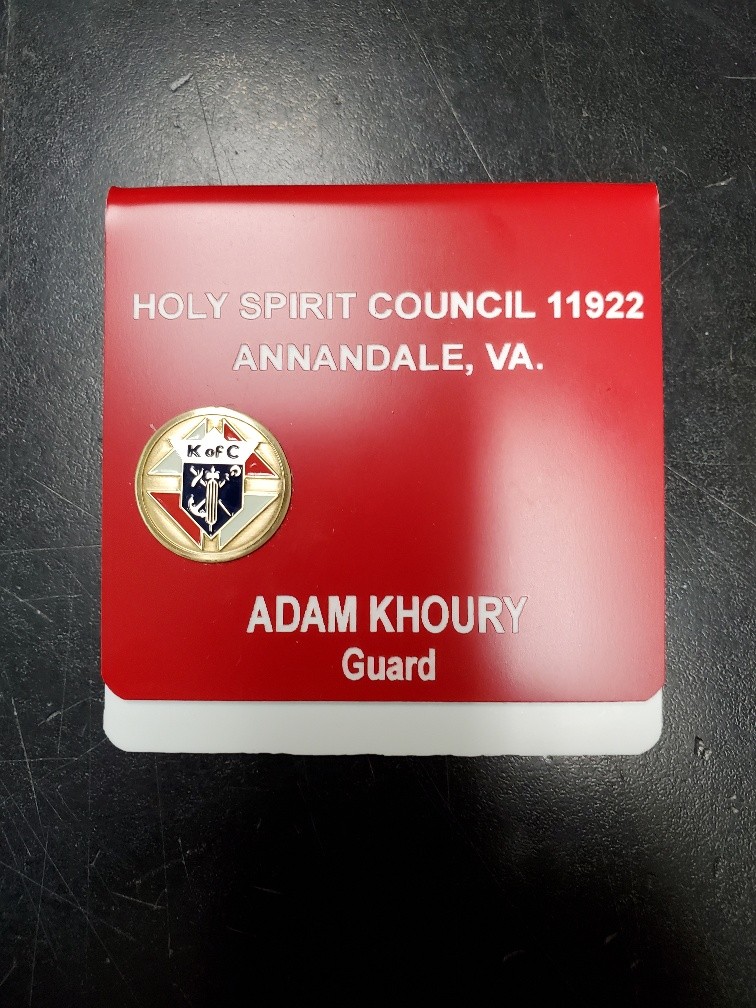 HOLY SPIRIT COUNCIL 11922
ANNANDALE, VA.
K of C
ADAM KHOURY
Guard